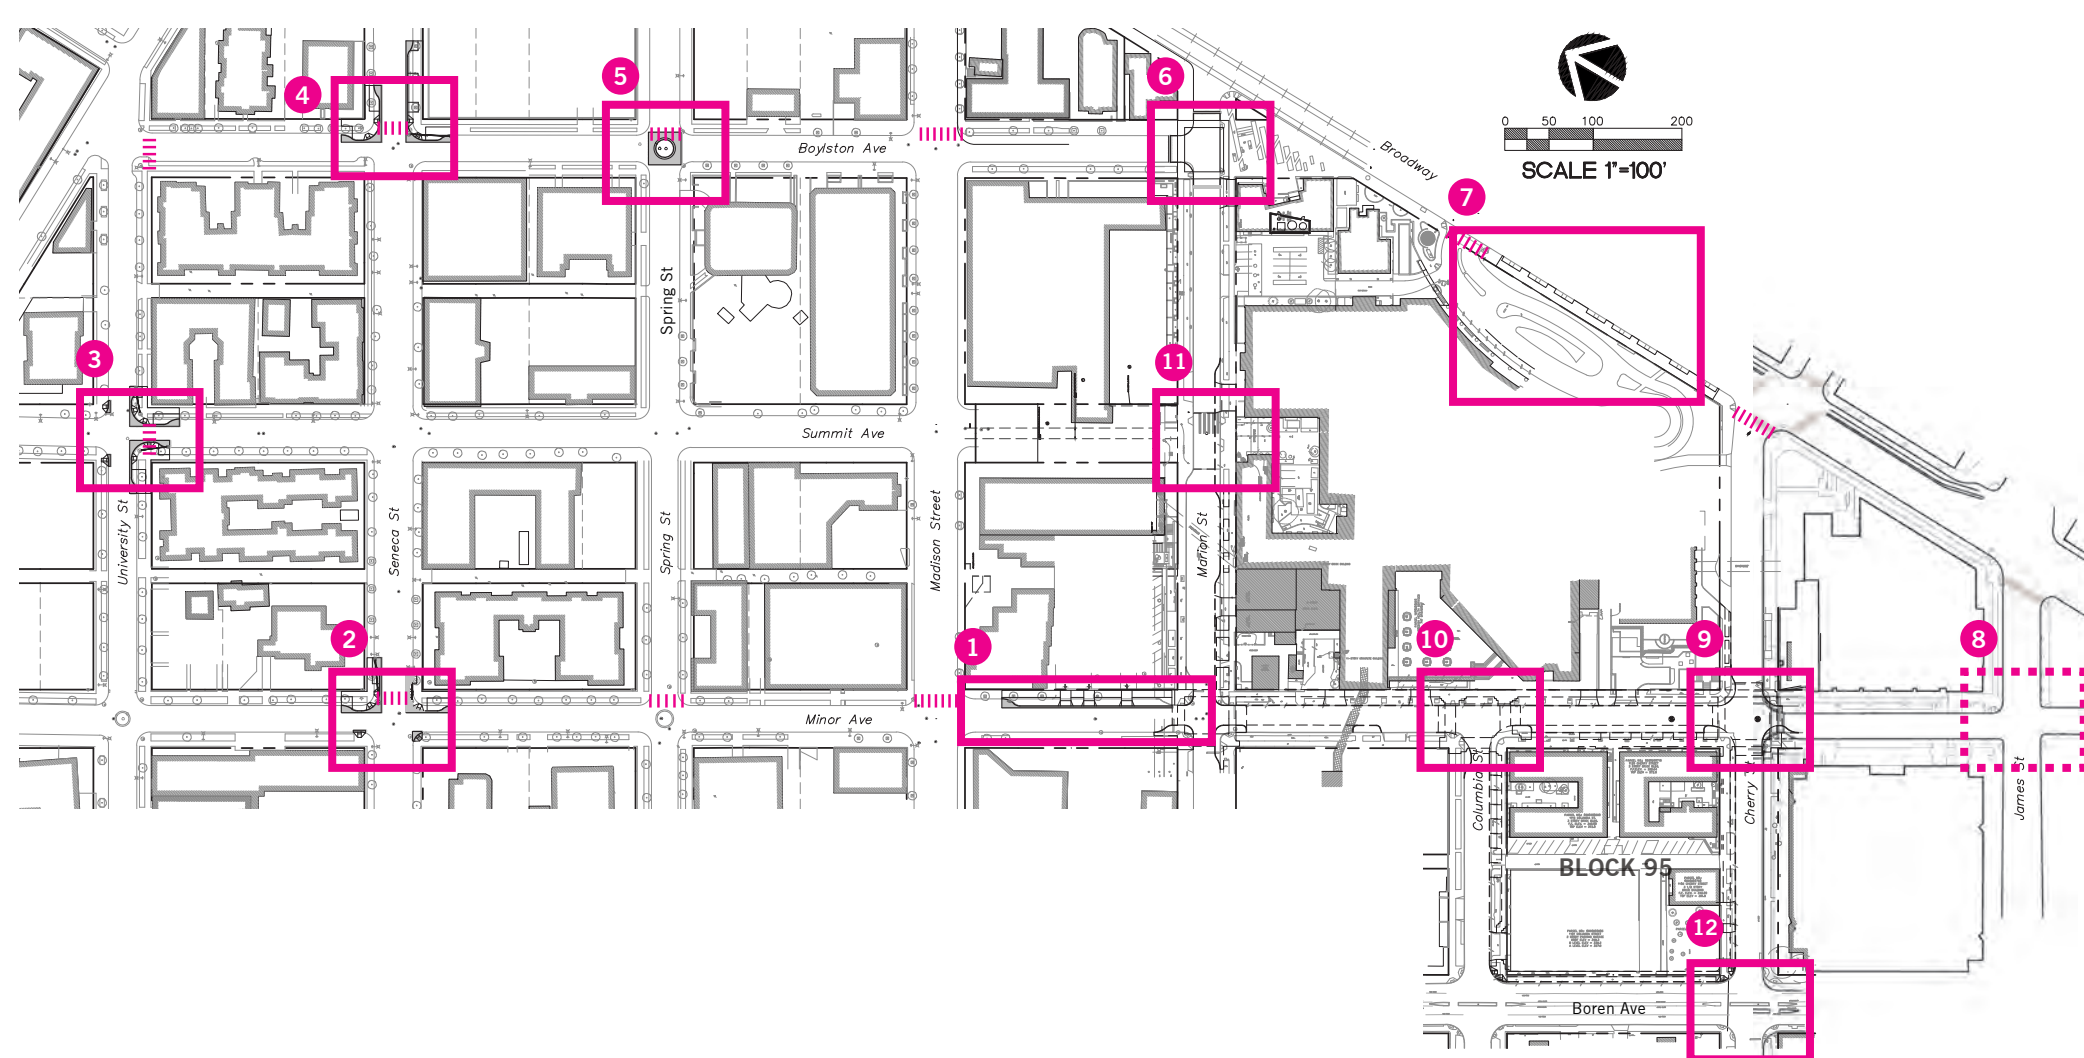 4
5
6
0 50 100 200
SCALE 1"=100'
Boylston Ave
Broadway
7
Spring St
3
11
Summit Ave
University St
Seneca St
Spring St
Madison Street
Marion St
2
1
10
9
8
Minor Ave
Columbia St
Cherry St
James St
BLOCK 95
12
Boren Ave